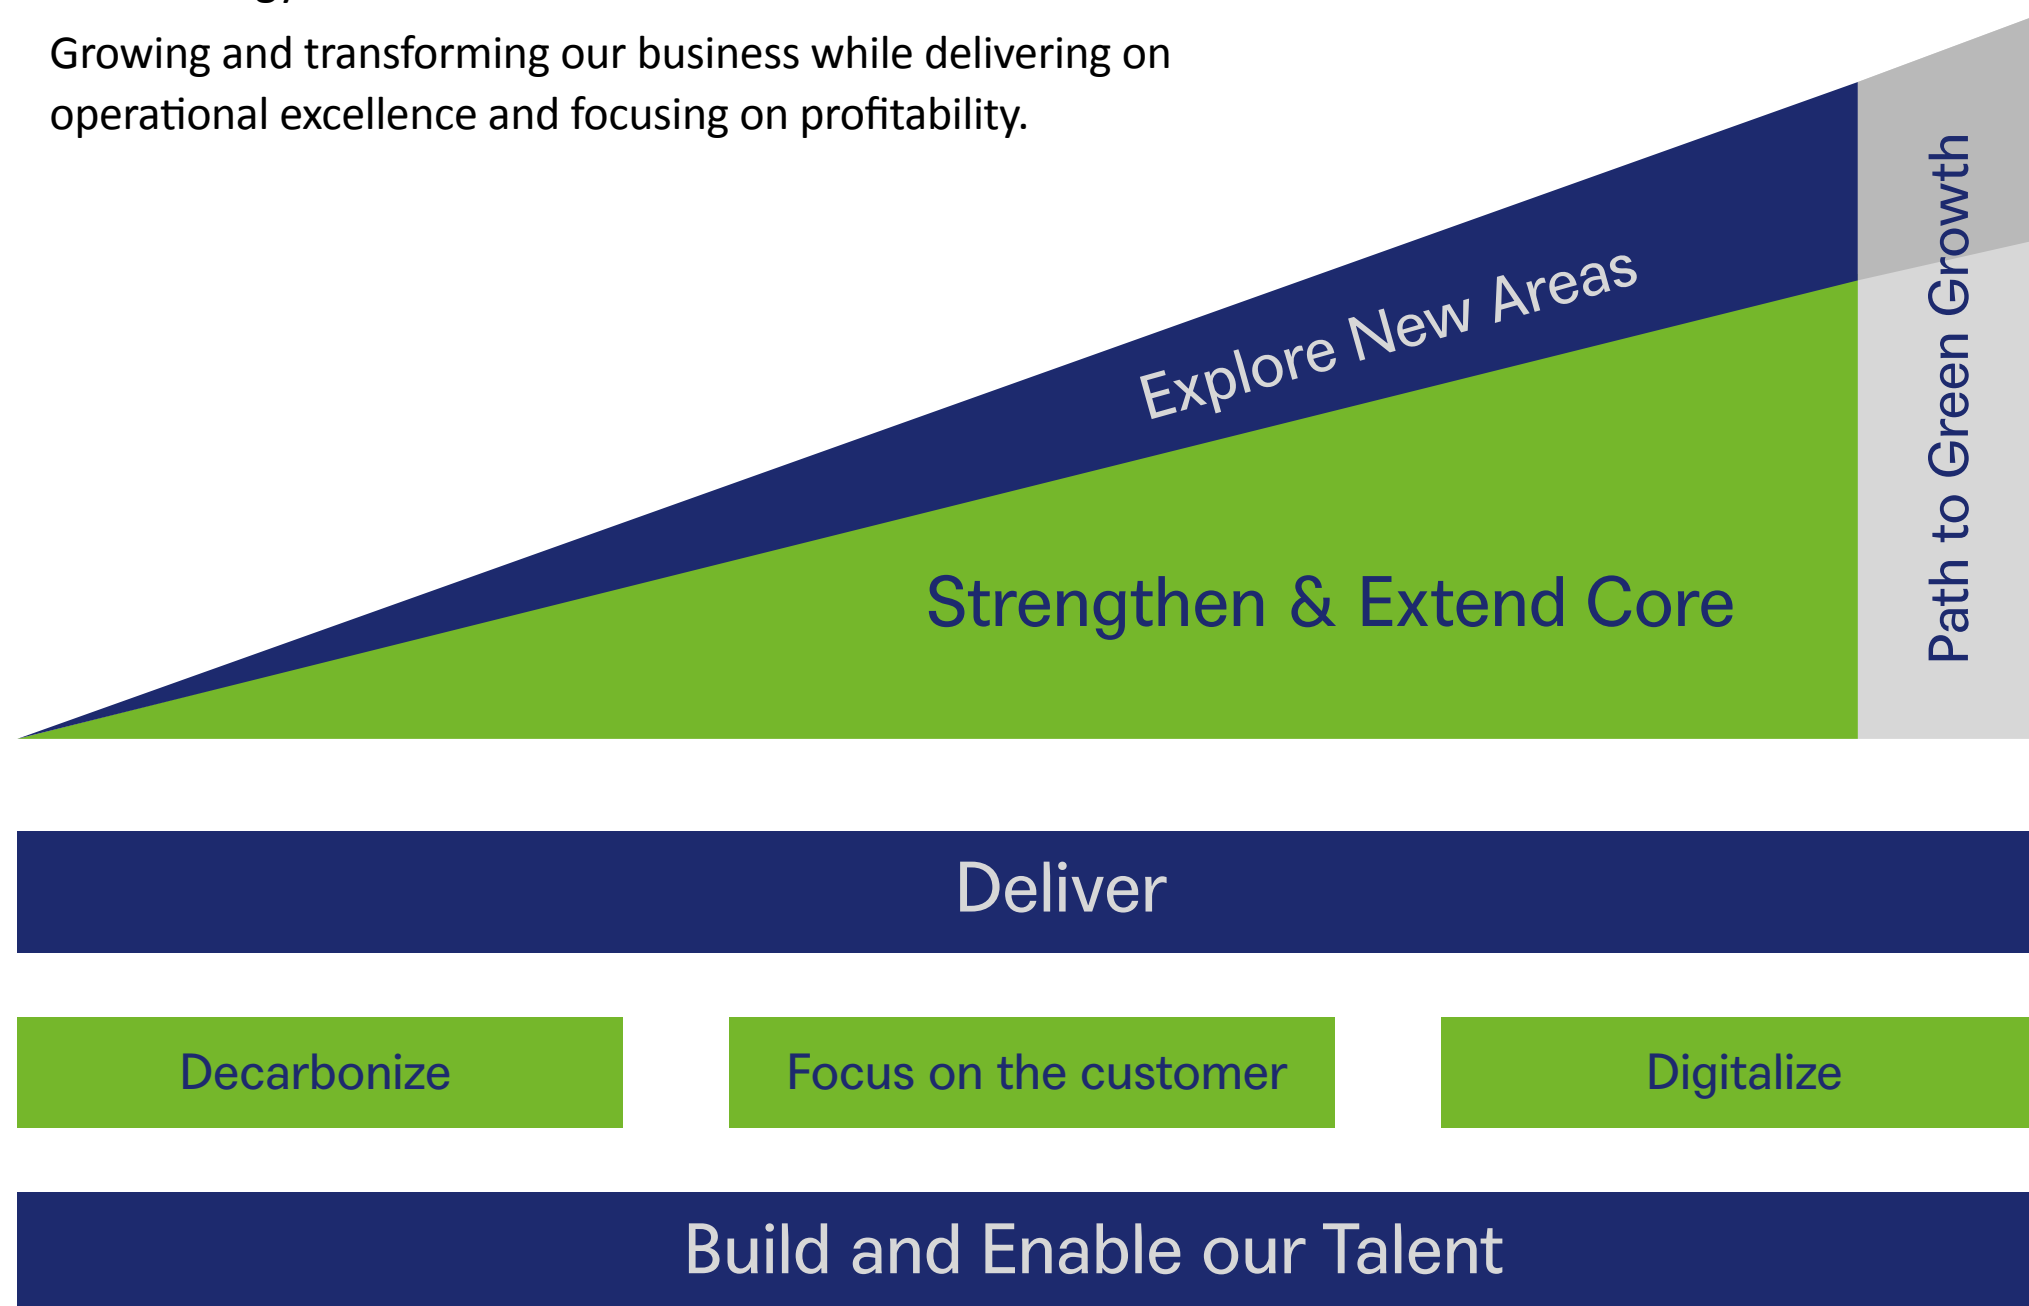 Growing and transforming our business while delivering on
operational excellence and focusing on profitability.
Explore New Areas
Strengthen & Extend Core
Path to Green Growth
Deliver
Decarbonize
Focus on the customer
Digitalize
Build and Enable our Talent